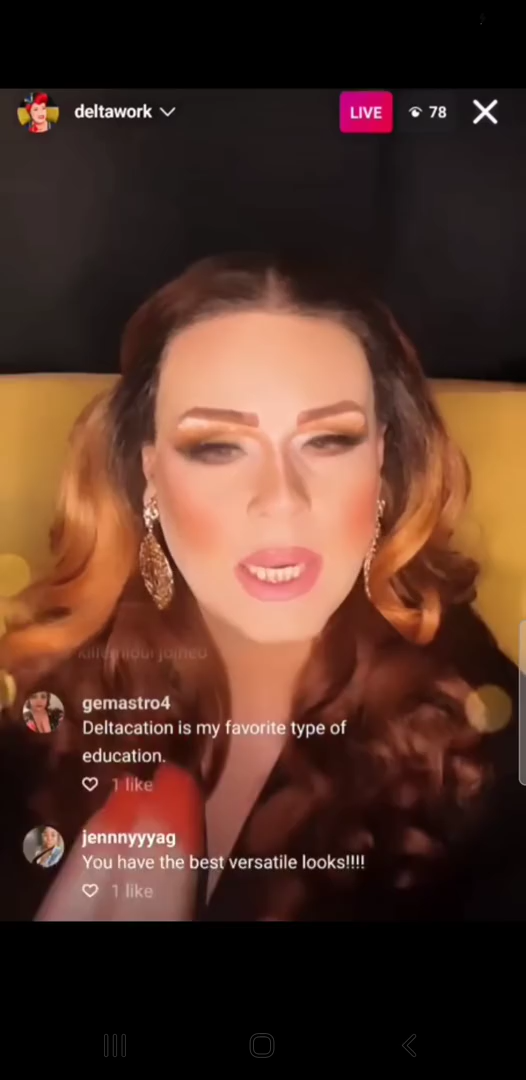 deltawork
LIVE
78
gemastro4
Deltacation is my favorite type of
education.
1 like
jennnyyyag
You have the best versatile looks!!!!
1 like